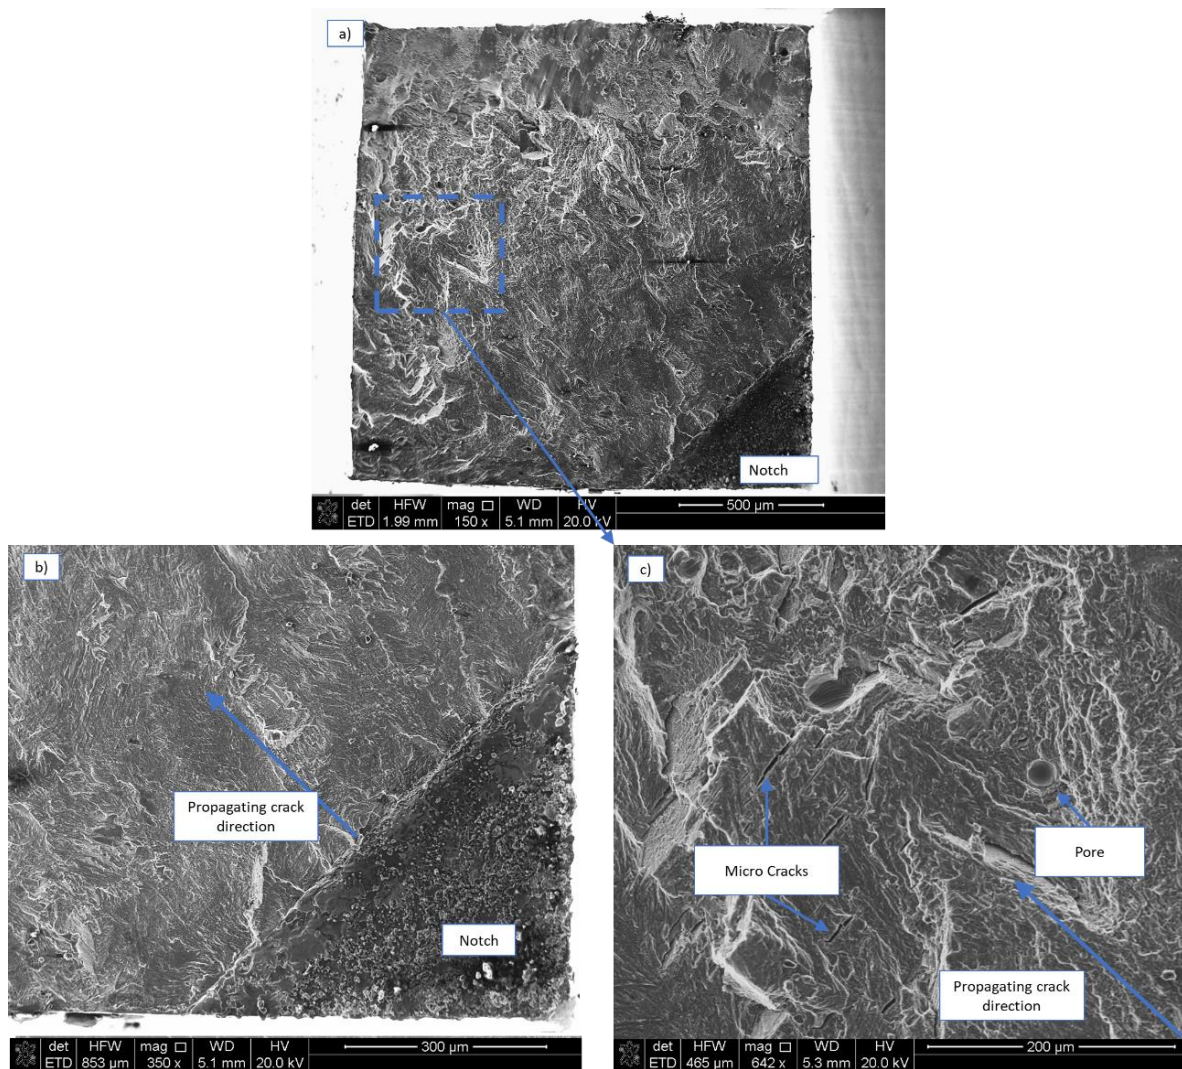 a)
Notch
det HFW mag □ WD HV 500 µm
ETD 1.99 mm 150 x 5.1 mm 20.0 kV
b)
Propagating crack
direction
Notch
det HFW mag □ WD HV 300 µm
ETD 853 µm 350 x 5.1 mm 20.0 kV
c)
Micro Cracks
Pore
Propagating crack
direction
det HFW mag □ WD HV 200 µm
ETD 465 µm 642 x 5.3 mm 20.0 kV